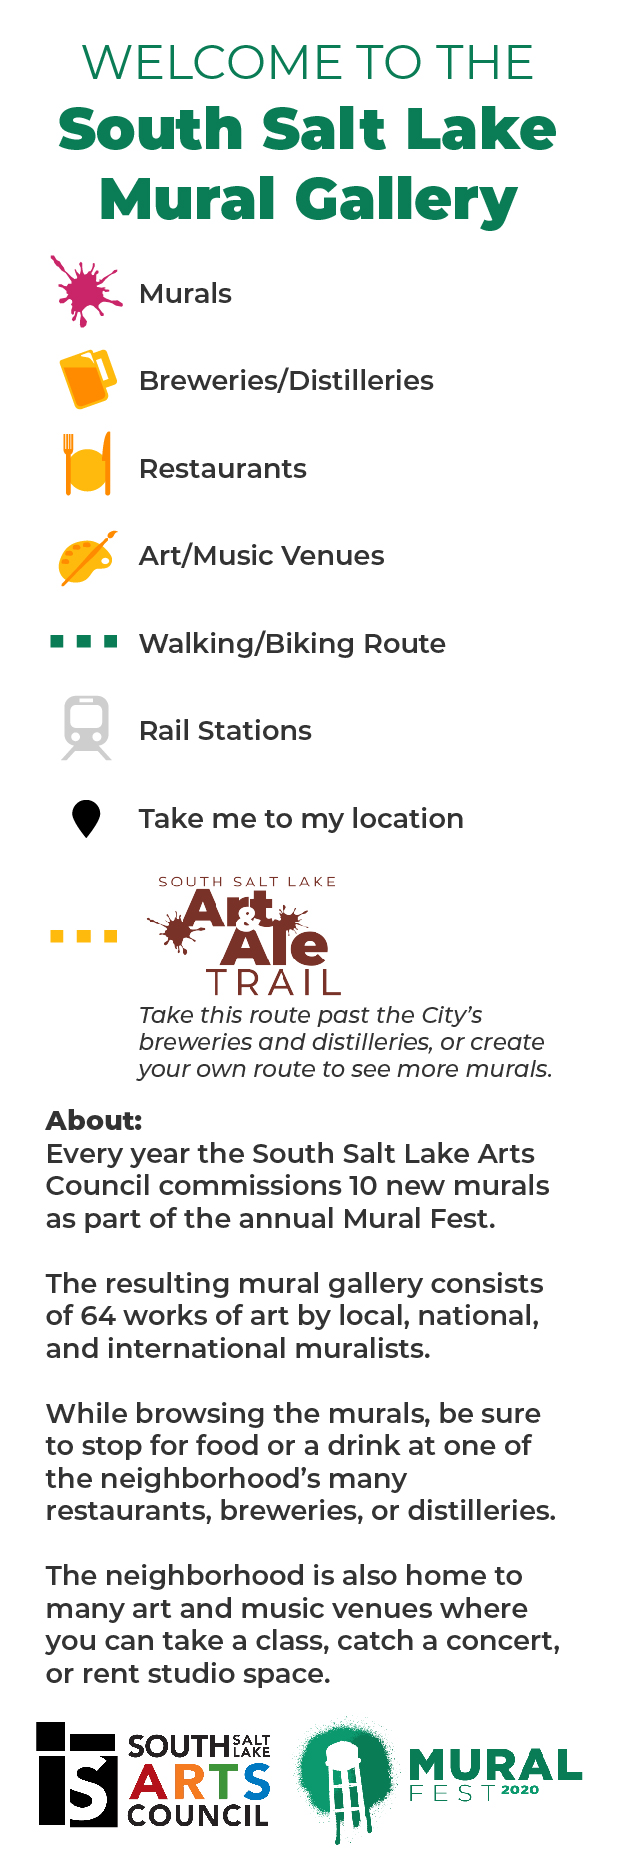 WELCOME TO THE
South Salt Lake
Mural Gallery
Murals
Breweries/Distilleries
Restaurants
Art/Music Venues
Walking/Biking Route
Rail Stations
Take me to my location
SOUTH SALT LAKE
Art
&
Ale
TRAIL
Take this route past the City’s
breweries and distilleries, or create
your own route to see more murals.
About:
Every year the South Salt Lake Arts
Council commissions 10 new murals
as part of the annual Mural Fest.
The resulting mural gallery consists
of 64 works of art by local, national,
and international muralists.
While browsing the murals, be sure
to stop for food or a drink at one of
the neighborhood’s many
restaurants, breweries, or distilleries.
The neighborhood is also home to
many art and music venues where
you can take a class, catch a concert,
or rent studio space.
SOUTH SALT LAKE
ARTS
COUNCIL
MURAL
FEST 2020